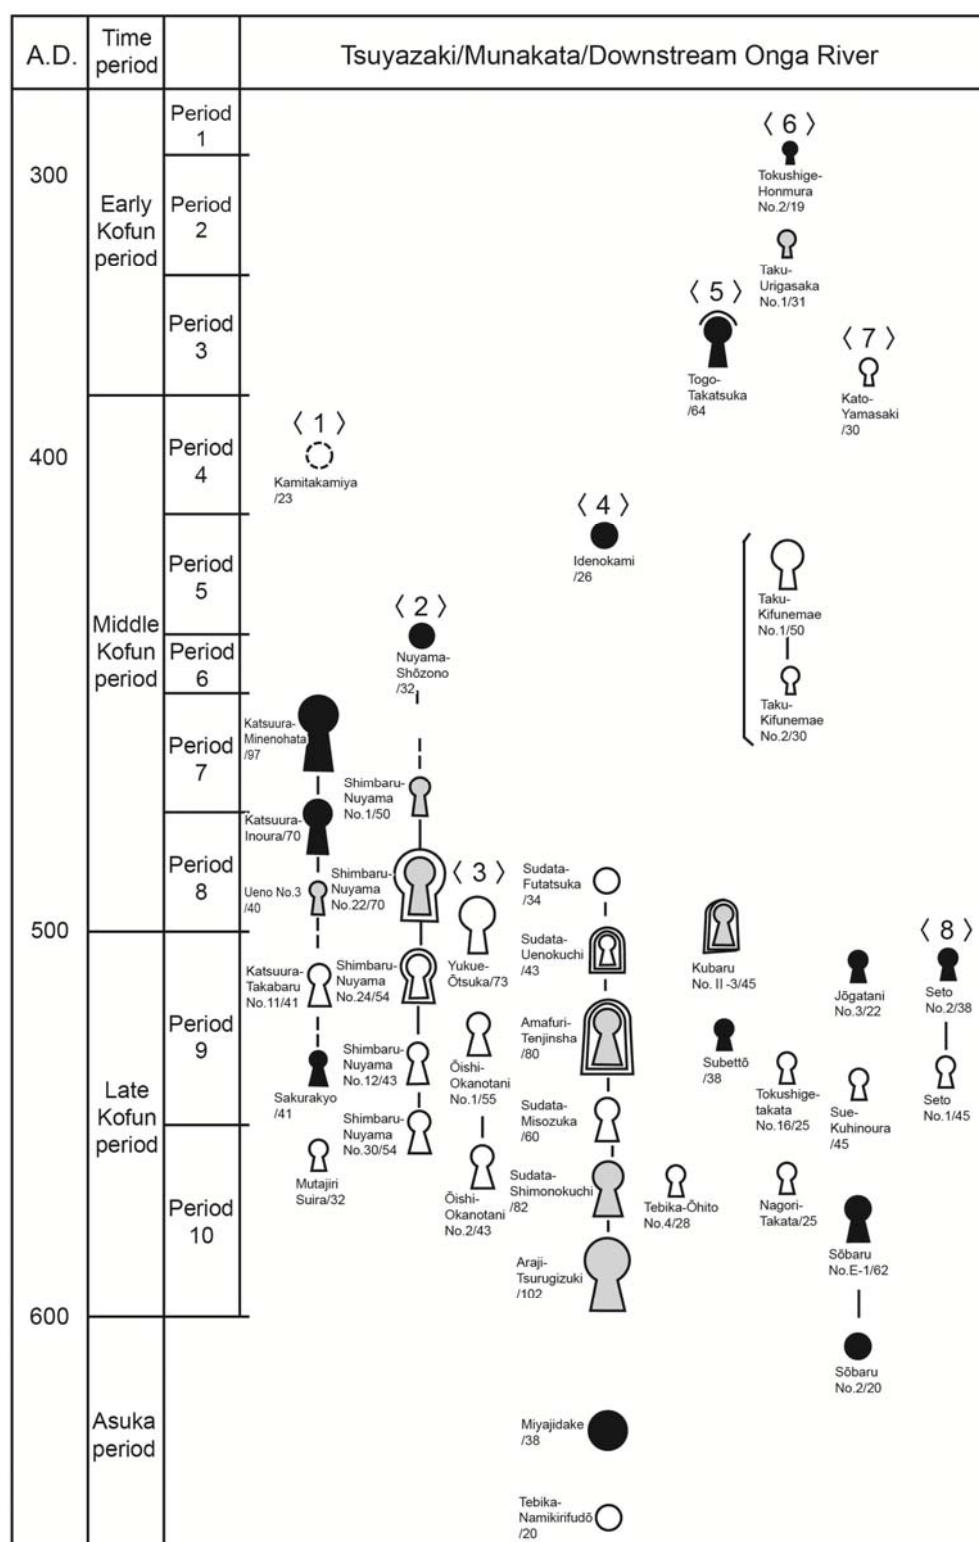 A.D.
Time
period
Tsuyazaki/Munakata/Downstream Onga River
300
400
500
600
Early
Kofun
period
Middle
Kofun
period
Late
Kofun
period
Asuka
period
Period
1
Period
2
Period
3
Period
4
Period
5
Period
6
Period
7
Period
8
Period
9
Period
10
〈 1 〉
Kamitakamiya
/23
Katsuura-
Minenohata
/97
Katsuura-
Inoura/70
Ueno No.3
/40
Katsuura-
Takabaru
No.11/41
Sakurakyo
/41
Mutajiri
Suira/32
〈 2 〉
Nuyama-
Shōzono
/32
Shimbaru-
Nuyama
No.1/50
Shimbaru-
Nuyama
No.22/70
Shimbaru-
Nuyama
No.24/54
Shimbaru-
Nuyama
No.12/43
Shimbaru-
Nuyama
No.30/54
〈 3 〉
Yukue-
Ōtsuka/73
Ōishi-
Okanotani
No.1/55
Ōishi-
Okanotani
No.2/43
〈 4 〉
Idenokami
/26
Sudata-
Futatsuka
/34
Sudata-
Uenokuchi
/43
Amafuri-
Tenjinsha
/80
Sudata-
Misozuka
/60
Sudata-
Shimonokuchi
/82
Araji-
Tsurugizuki
/102
Miyajidake
/38
Tebika-
Namikirifudō
/20
〈 5 〉
Togo-
Takatsuka
/64
Kubaru
No. II -3/45
Subettō
/38
Tebika-Ōhito
No.4/28
〈 6 〉
Tokushige-
Honmura
No.2/19
Taku-
Urigasaka
No.1/31
Taku-
Kifunemae
No.1/50
Taku-
Kifunemae
No.2/30
Tokushige-
takata
No.16/25
Nagori-
Takata/25
〈 7 〉
Kato-
Yamasaki
/30
Jōgatani
No.3/22
Sue-
Kuhinoura
/45
Sōbaru
No.E-1/62
Sōbaru
No.2/20
〈 8 〉
Seto
No.2/38
Seto
No.1/45